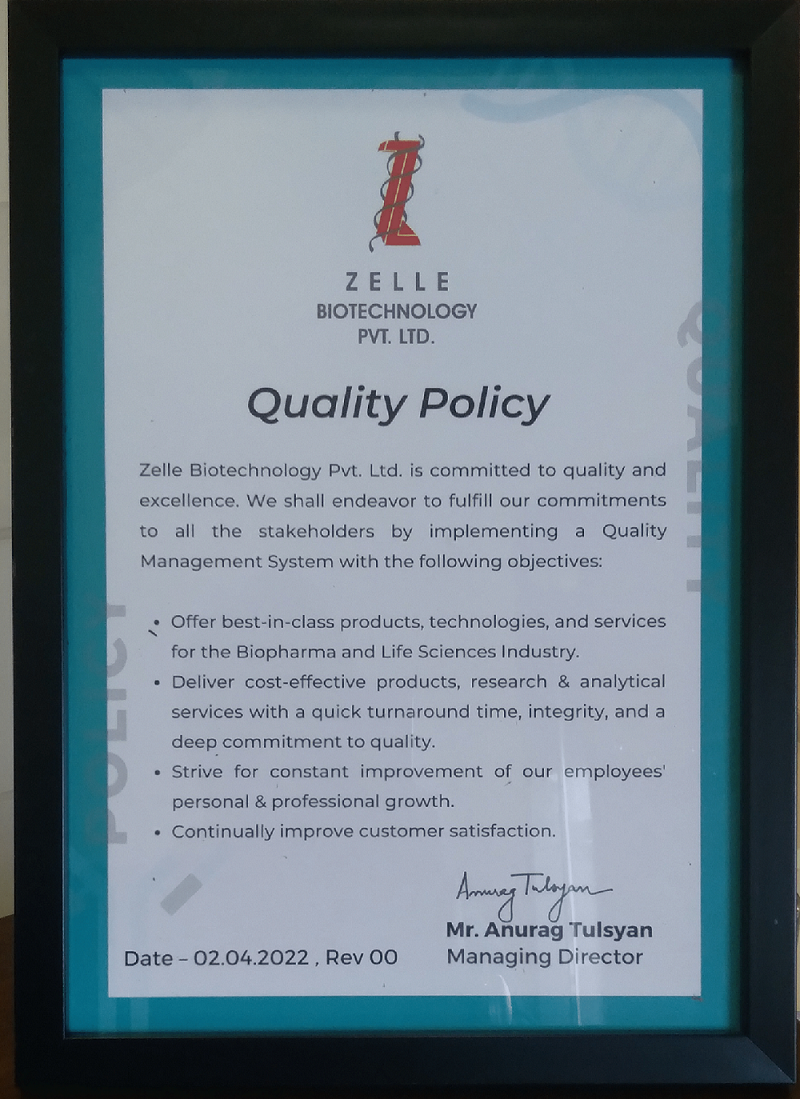 ZELLE
BIOTECHNOLOGY
PVT. LTD.
Quality Policy
Zelle Biotechnology Pvt. Ltd. is committed to quality and
excellence. We shall endeavor to fulfill our commitments
to all the stakeholders by implementing a Quality
Management System with the following objectives:
• Offer best-in-class products, technologies, and services
for the Biopharma and Life Sciences Industry.
• Deliver cost-effective products, research & analytical
services with a quick turnaround time, integrity, and a
deep commitment to quality.
• Strive for constant improvement of our employees'
personal & professional growth.
• Continually improve customer satisfaction.
Anurag Tulsyan
Mr. Anurag Tulsyan
Managing Director
Date – 02.04.2022 , Rev 00
QUALITY
POLICY